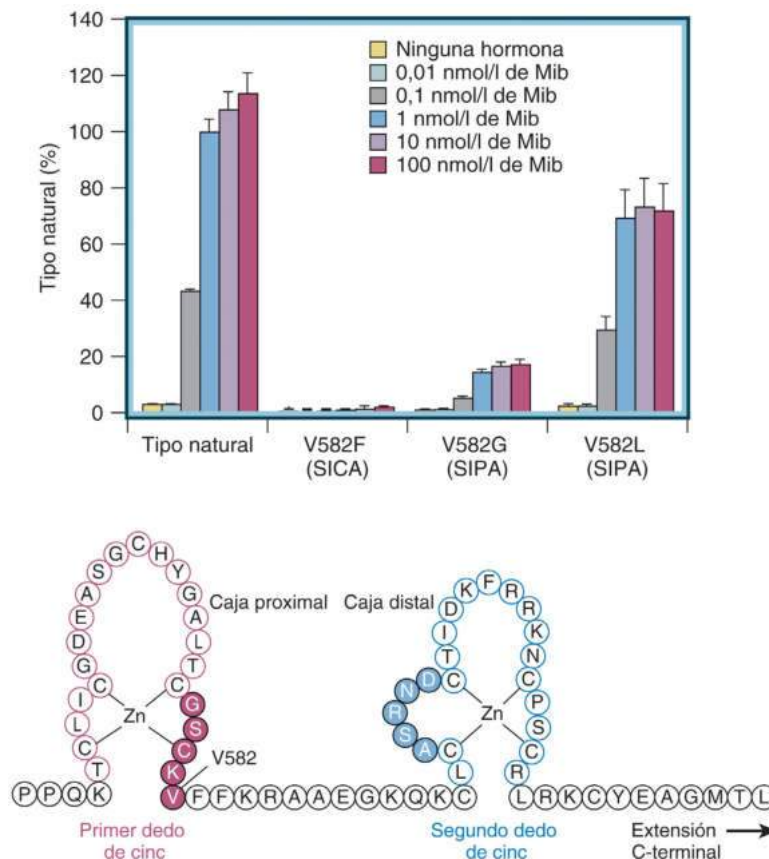 140
120
100
80
60
40
20
0
Tipo natural (%)
Ninguna hormona
0,01 nmol/l de Mib
0,1 nmol/l de Mib
1 nmol/l de Mib
10 nmol/l de Mib
100 nmol/l de Mib
Tipo natural
V582F
(SICA)
V582G
(SIPA)
V582L
(SIPA)
Caja proximal
Caja distal
PPQKTCLICGDEASGCHYGALTCGSCKVFFKRAAEGKQKCLCASRNDCTIDKFRRKNCPSCRLRKCYEAGMTL
Zn
Zn
V582
Primer dedo
de cinc
Segundo dedo
de cinc
Extensión
C-terminal